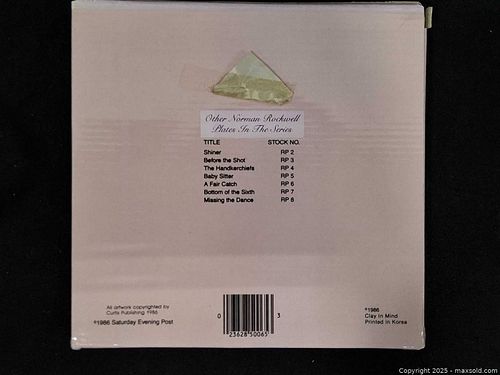 Other Norman Rockwell
Plates In The Series
TITLE STOCK NO.
Shiner RP 2
Before the Shot RP 3
The Handkerchiefs RP 4
Baby Sitter RP 5
A Fair Catch RP 6
Bottom of the Sixth RP 7
Missing the Dance RP 8
All artwork copyrighted by
Curtis Publishing 1986
©1986 Saturday Evening Post
0 23628 50065 3
©1986
Clay In Mind
Printed in Korea
Copyright 2025 - maxsold.com